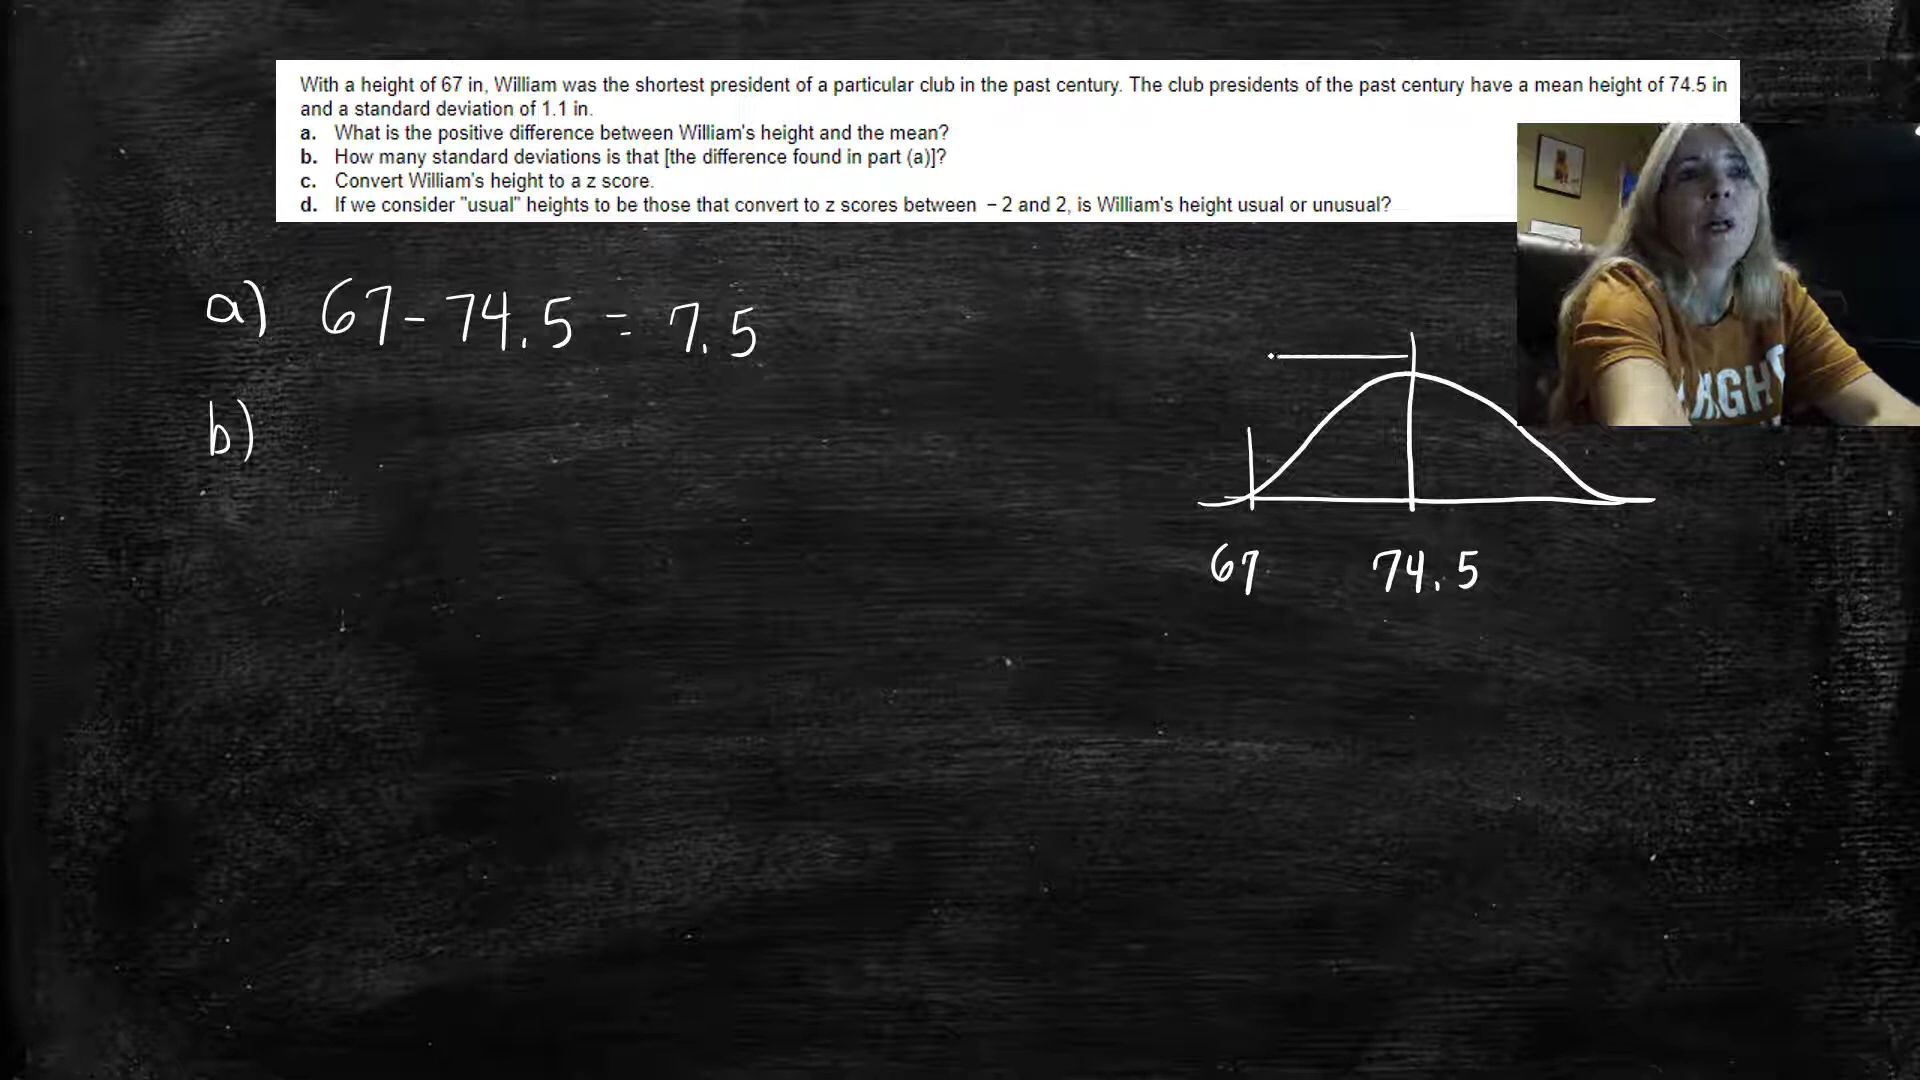 With a height of 67 in, William was the shortest president of a particular club in the past century. The club presidents of the past century have a mean height of 74.5 in
and a standard deviation of 1.1 in.
a. What is the positive difference between William's height and the mean?
b. How many standard deviations is that [the difference found in part (a)]?
c. Convert William's height to a z score.
d. If we consider "usual" heights to be those that convert to z scores between − 2 and 2, is William's height usual or unusual?
a) 67 - 74.5 = 7.5
b)
67 74.5